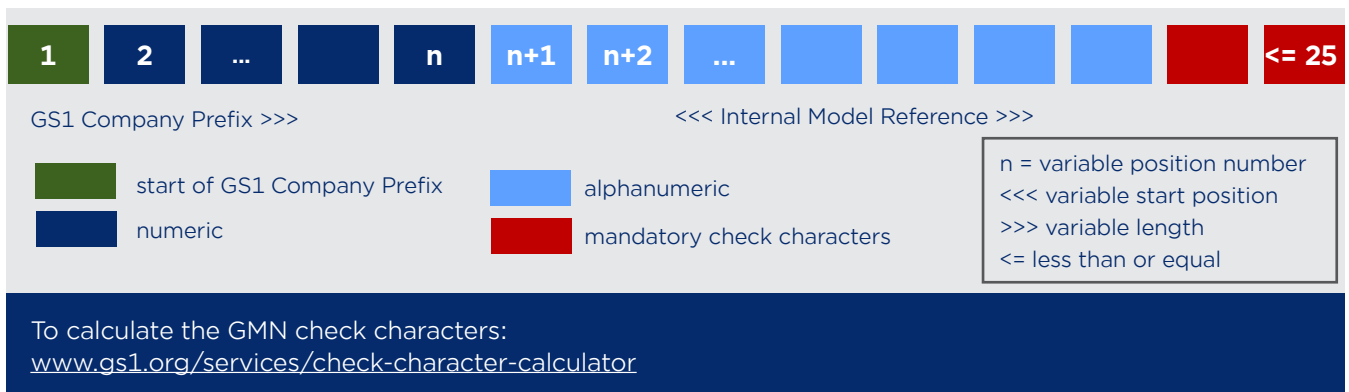 1 2 ... n n+1 n+2 ... <= 25
GS1 Company Prefix >>> <<< Internal Model Reference >>>
start of GS1 Company Prefix
numeric
alphanumeric
mandatory check characters
n = variable position number
<<< variable start position
>>> variable length
<= less than or equal
To calculate the GMN check characters:
www.gs1.org/services/check-character-calculator